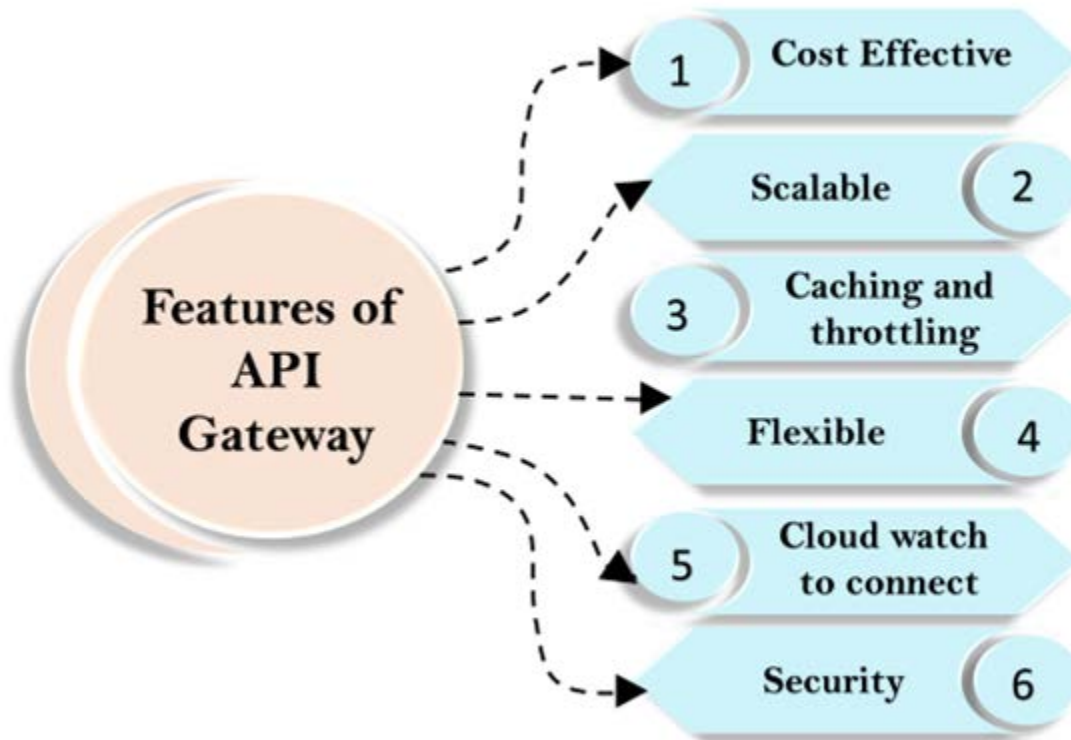 Features of
API
Gateway
1
Cost Effective
Scalable
2
3
Caching and
throttling
Flexible
4
5
Cloud watch
to connect
Security
6